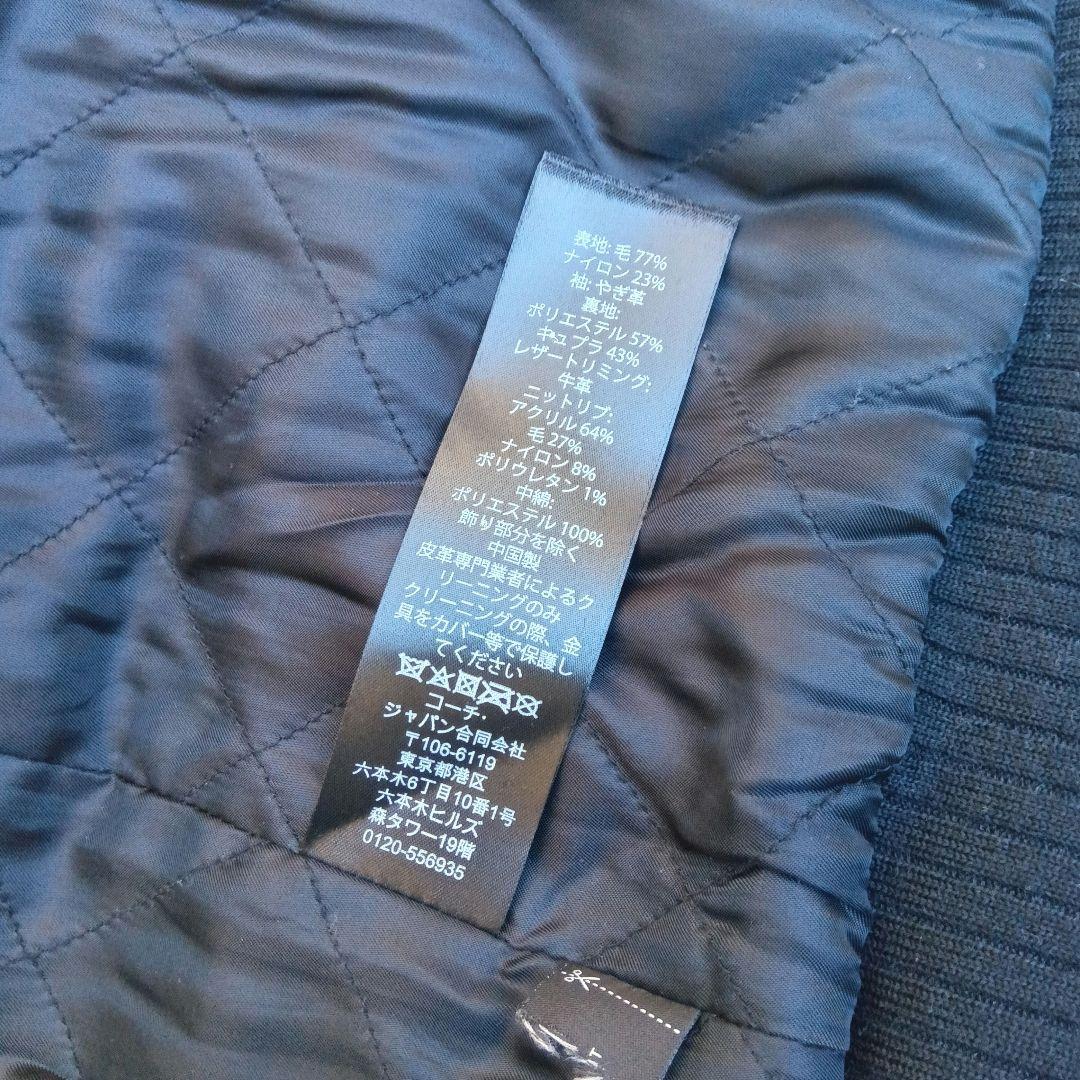 表地: 毛 77%
ナイロン 23%
袖: やぎ革
裏地:
ポリエステル 57%
キュプラ 43%
レザートリミング:
牛革
ニットリブ:
アクリル 64%
毛 27%
ナイロン 8%
ポリウレタン 1%
中綿:
ポリエステル 100%
飾り部分を除く
中国製
皮革専門業者によるク
リーニングのみ
クリーニングの際、金
具をカバー等で保護し
てください
コーチ・
ジャパン合同会社
〒106-6119
東京都港区
六本木6丁目10番1号
六本木ヒルズ
森タワー19階
0120-556935